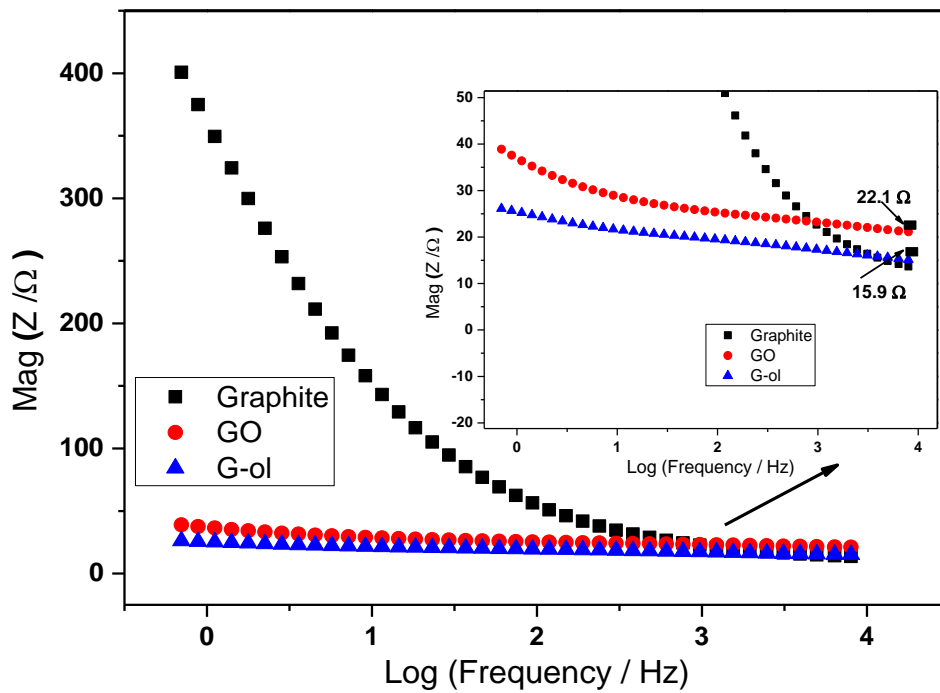 400
300
200
100
0
Mag (Z /Ω)
0 1 2 3 4
Log (Frequency / Hz)
Graphite
GO
G-ol
50
40
30
20
10
0
-10
-20
Mag (Z /Ω)
0 1 2 3 4
Log (Frequency / Hz)
22.1 Ω
15.9 Ω
Graphite
GO
G-ol